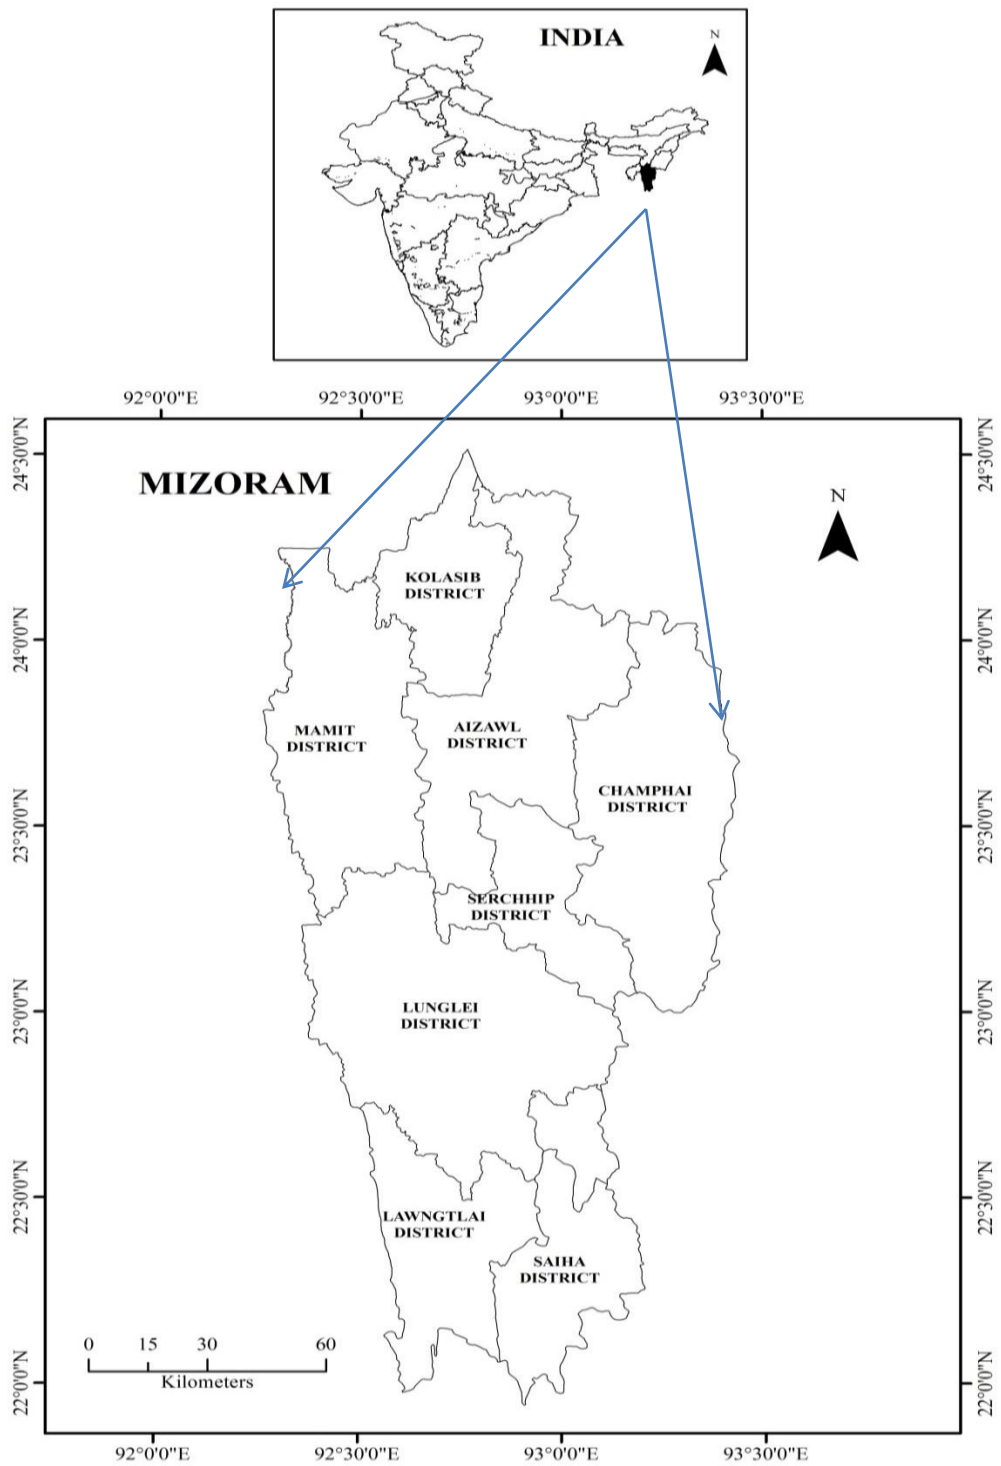 INDIA
N
92°0'0"E
92°30'0"E
93°0'0"E
93°30'0"E
24°30'0"N
24°30'0"N
MIZORAM
N
KOLASIB
DISTRICT
24°0'0"N
24°0'0"N
MAMIT
DISTRICT
AIZAWL
DISTRICT
CHAMPHAI
DISTRICT
23°30'0"N
23°30'0"N
SERCHHIP
DISTRICT
LUNGLEI
DISTRICT
23°0'0"N
23°0'0"N
22°30'0"N
22°30'0"N
LAWNGTLAI
DISTRICT
SAIHA
DISTRICT
0 15 30 60
Kilometers
22°0'0"N
22°0'0"N
92°0'0"E
92°30'0"E
93°0'0"E
93°30'0"E